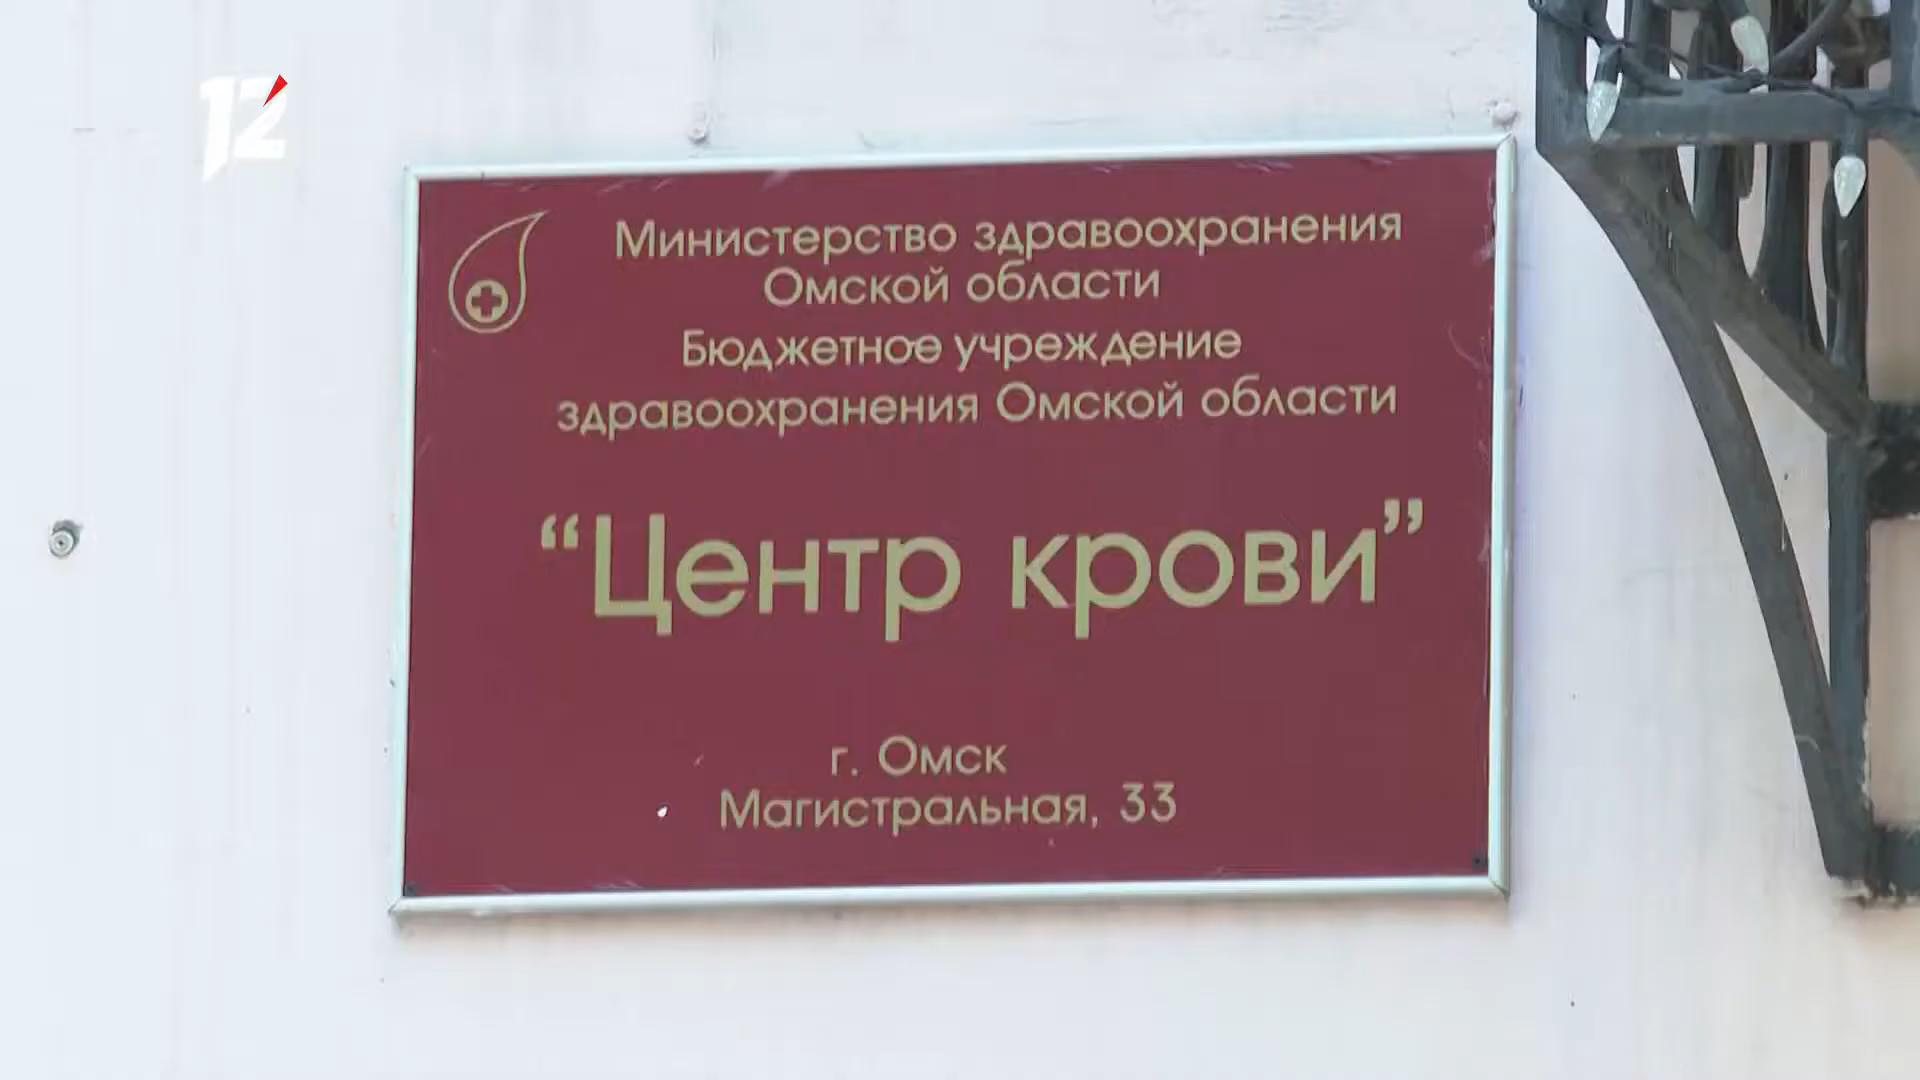 12
Министерство здравоохранения
Омской области
Бюджетное учреждение
здравоохранения Омской области
“Центр крови”
г. Омск
Магистральная, 33